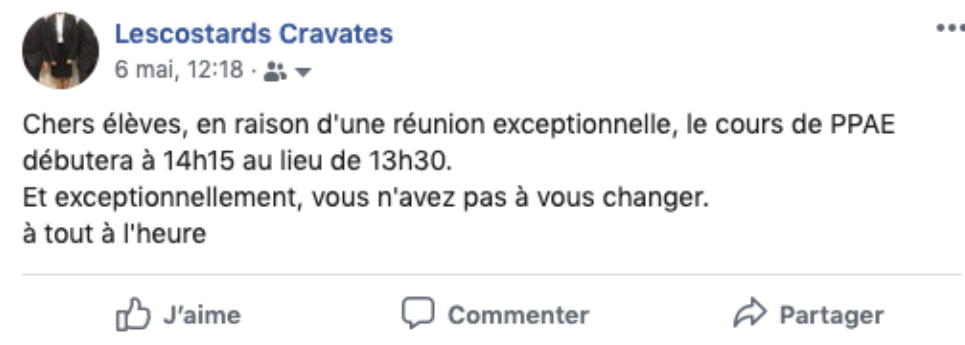 Lescostards Cravates
6 mai, 12:18 ·
Chers élèves, en raison d'une réunion exceptionnelle, le cours de PPAE
débutera à 14h15 au lieu de 13h30.
Et exceptionnellement, vous n'avez pas à vous changer.
à tout à l'heure
J'aime Commenter Partager